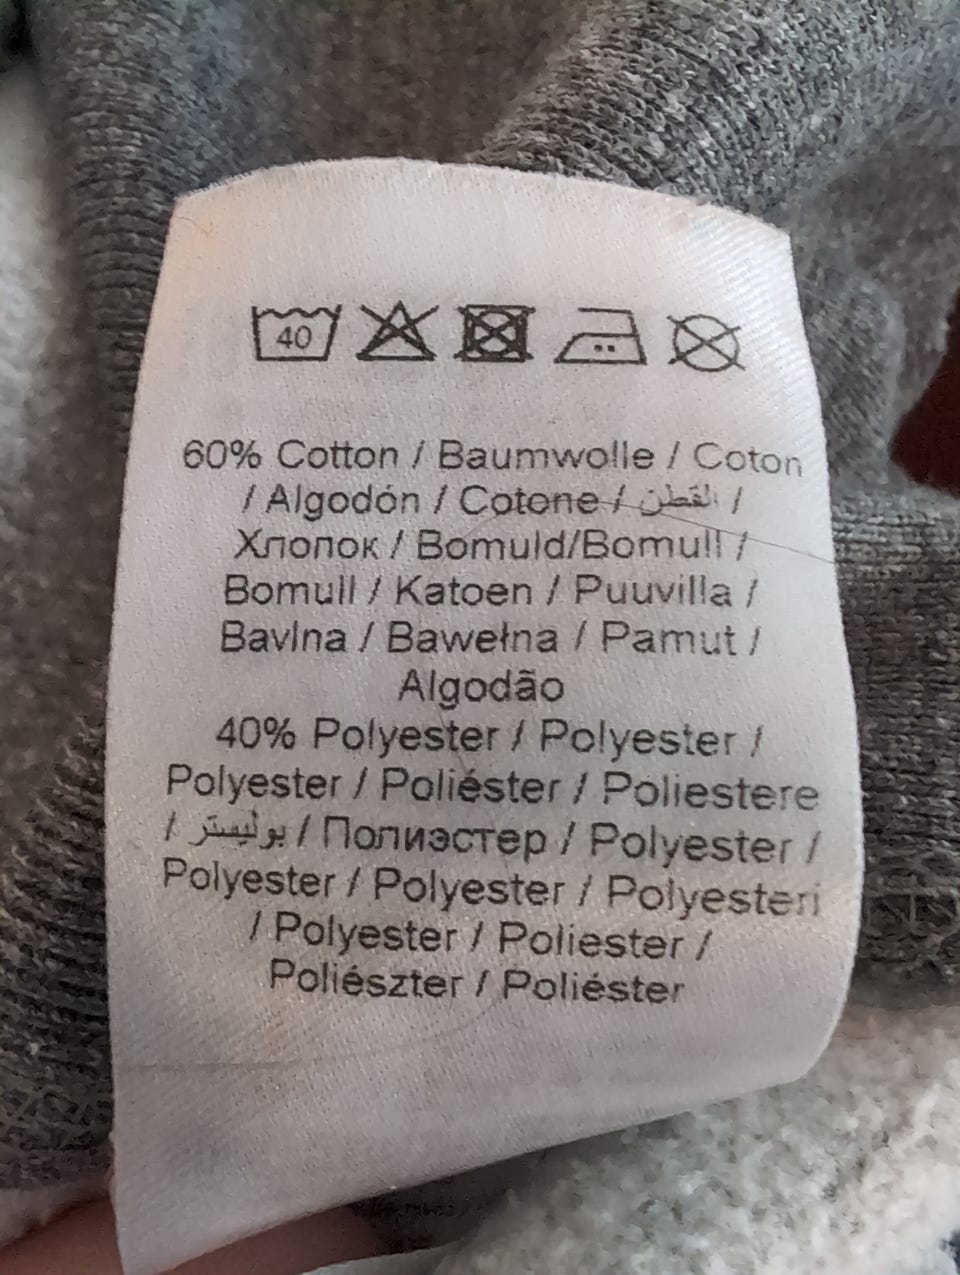 40
60% Cotton / Baumwolle / Coton
/ Algodón / Cotone / القطن /
Хлопок / Bomuld/Bomull /
Bomull / Katoen / Puuvilla /
Bavlna / Bawełna / Pamut /
Algodão
40% Polyester / Polyester /
Polyester / Poliéster / Poliestere
/ بوليستر / Полиэстер / Polyester /
Polyester / Polyester / Polyesteri
/ Polyester / Poliester /
Poliészter / Poliéster